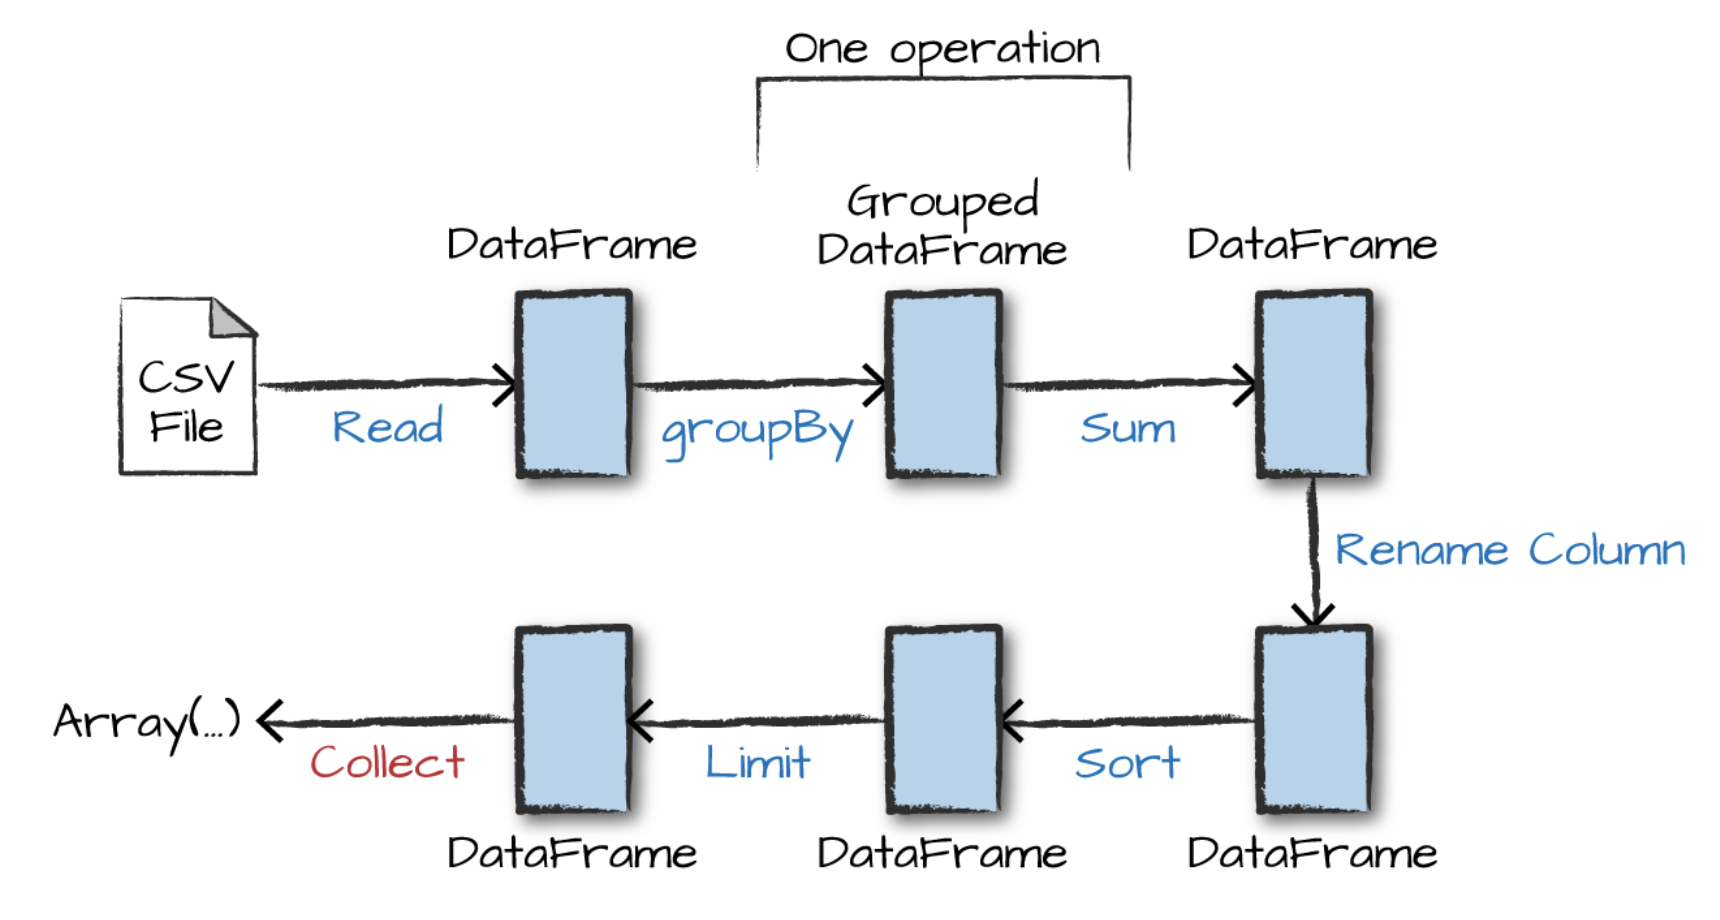 One operation
Grouped
DataFrame
DataFrame
DataFrame
CSV
File
Read
groupBy
Sum
Rename Column
Array(...)
Collect
Limit
Sort
DataFrame
DataFrame
DataFrame